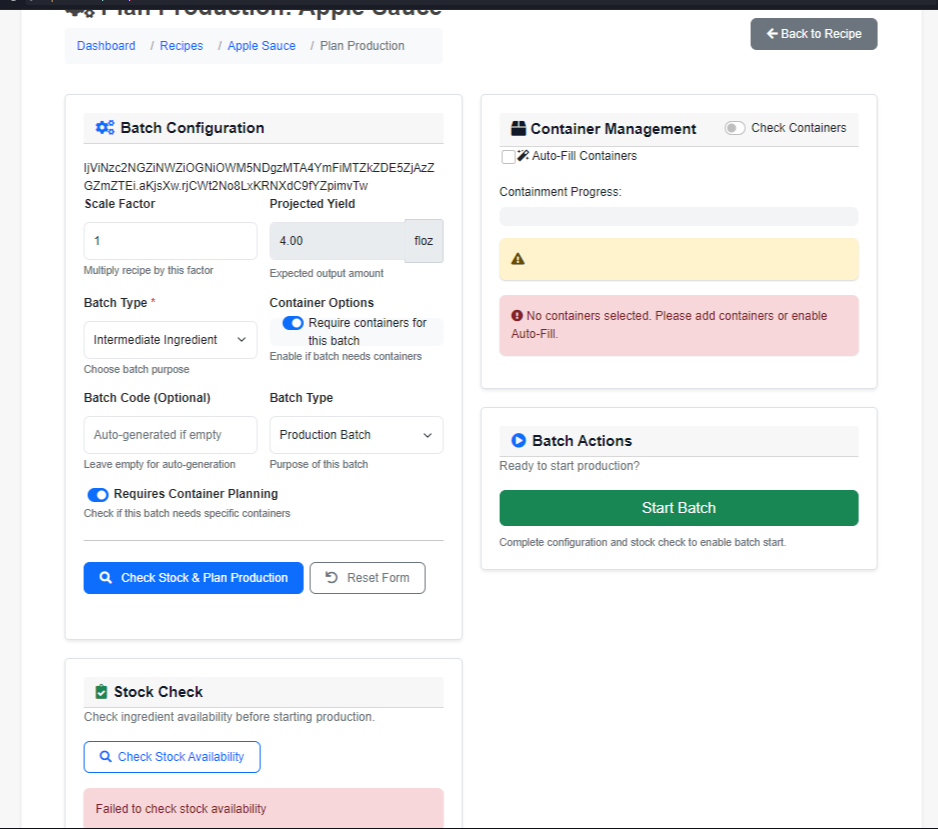 Plan Production: Apple Sauce
Dashboard / Recipes / Apple Sauce / Plan Production
Back to Recipe
Batch Configuration
IjViNzc2NGZiNWZiOGNiOWM5NDgzMTA4YmFiMTZkZDE5ZjAzZ
GZmZTEi.aKjsXw.rjCWt2No8LxKRNXdC9fYZpimvTw
Scale Factor
Projected Yield
1
4.00
floz
Multiply recipe by this factor
Expected output amount
Batch Type *
Container Options
Intermediate Ingredient
Require containers for
this batch
Choose batch purpose
Enable if batch needs containers
Batch Code (Optional)
Batch Type
Auto-generated if empty
Production Batch
Leave empty for auto-generation
Purpose of this batch
Requires Container Planning
Check if this batch needs specific containers
Check Stock & Plan Production
Reset Form
Stock Check
Check ingredient availability before starting production.
Check Stock Availability
Failed to check stock availability
Container Management
Check Containers
Auto-Fill Containers
Containment Progress:
No containers selected. Please add containers or enable
Auto-Fill.
Batch Actions
Ready to start production?
Start Batch
Complete configuration and stock check to enable batch start.